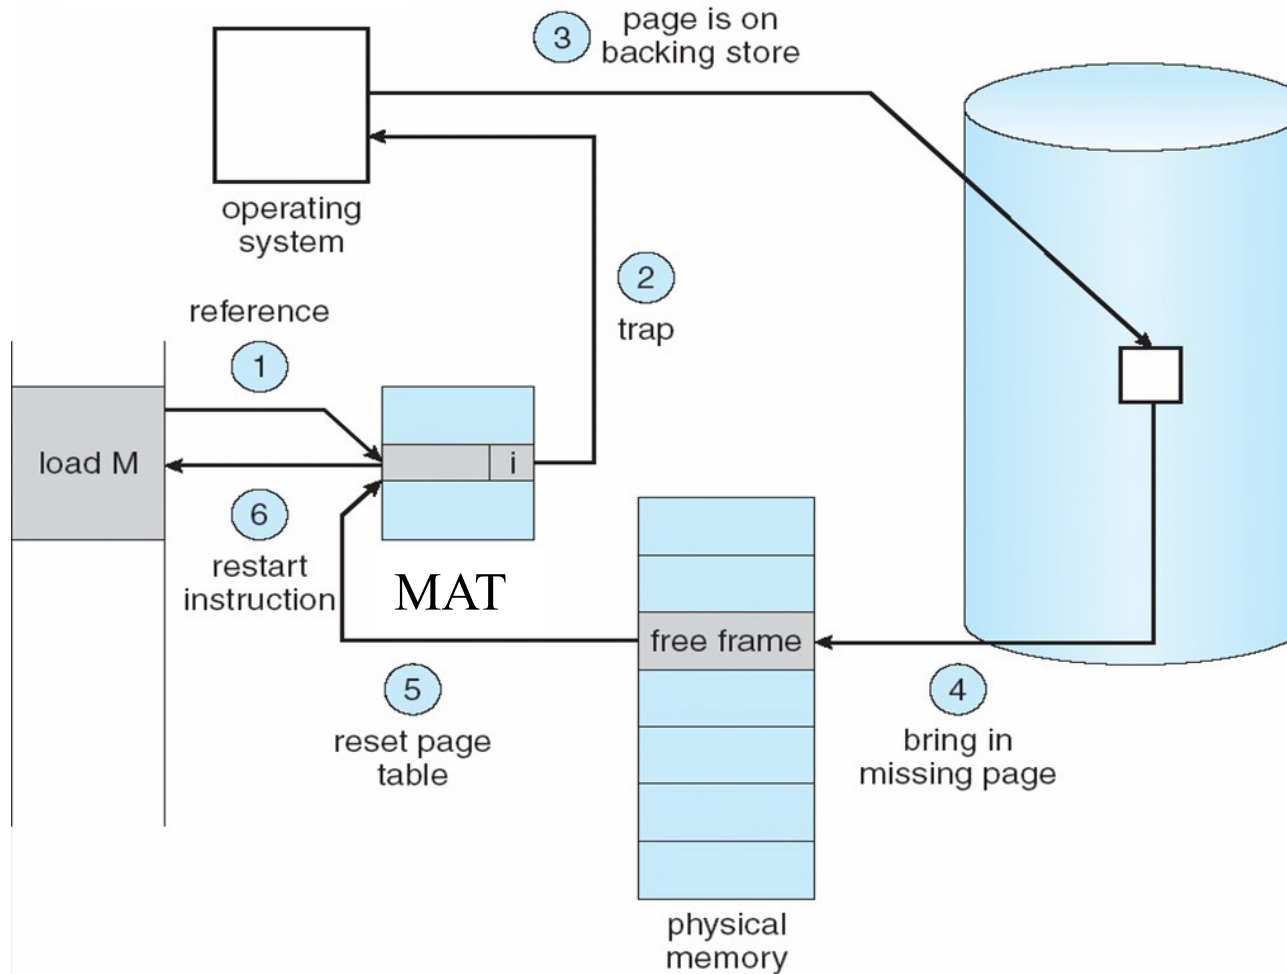 3
page is on
backing store
operating
system
2
trap
reference
1
load M
i
6
restart
instruction
MAT
free frame
5
reset page
table
4
bring in
missing page
physical
memory